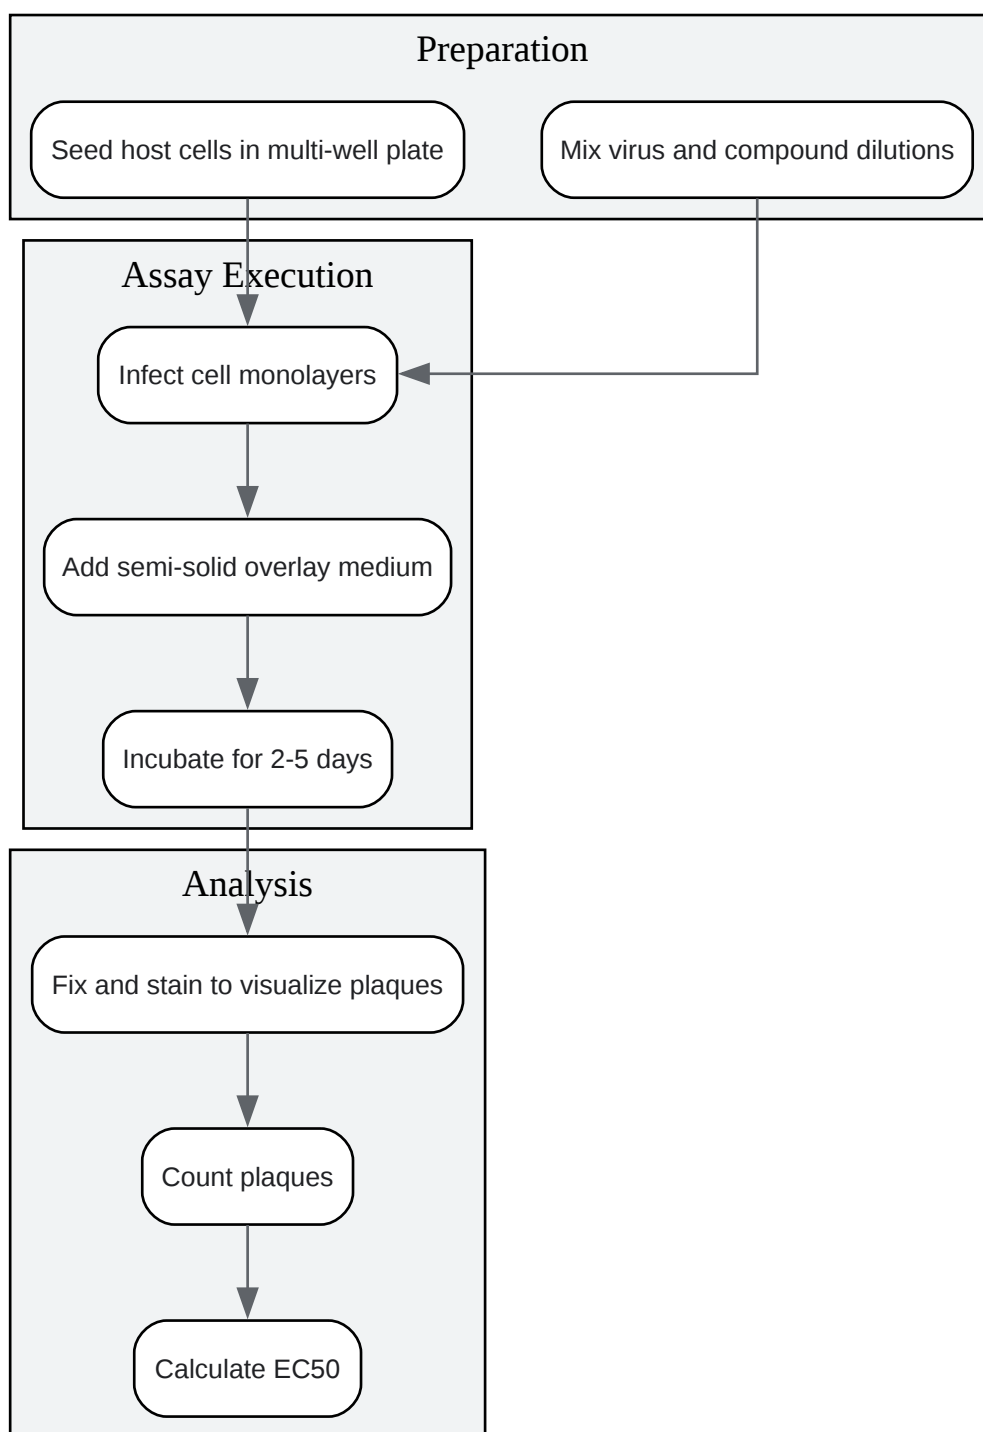 Preparation
Seed host cells in multi-well plate
Mix virus and compound dilutions
Assay Execution
Infect cell monolayers
Add semi-solid overlay medium
Incubate for 2-5 days
Analysis
Fix and stain to visualize plaques
Count plaques
Calculate EC50